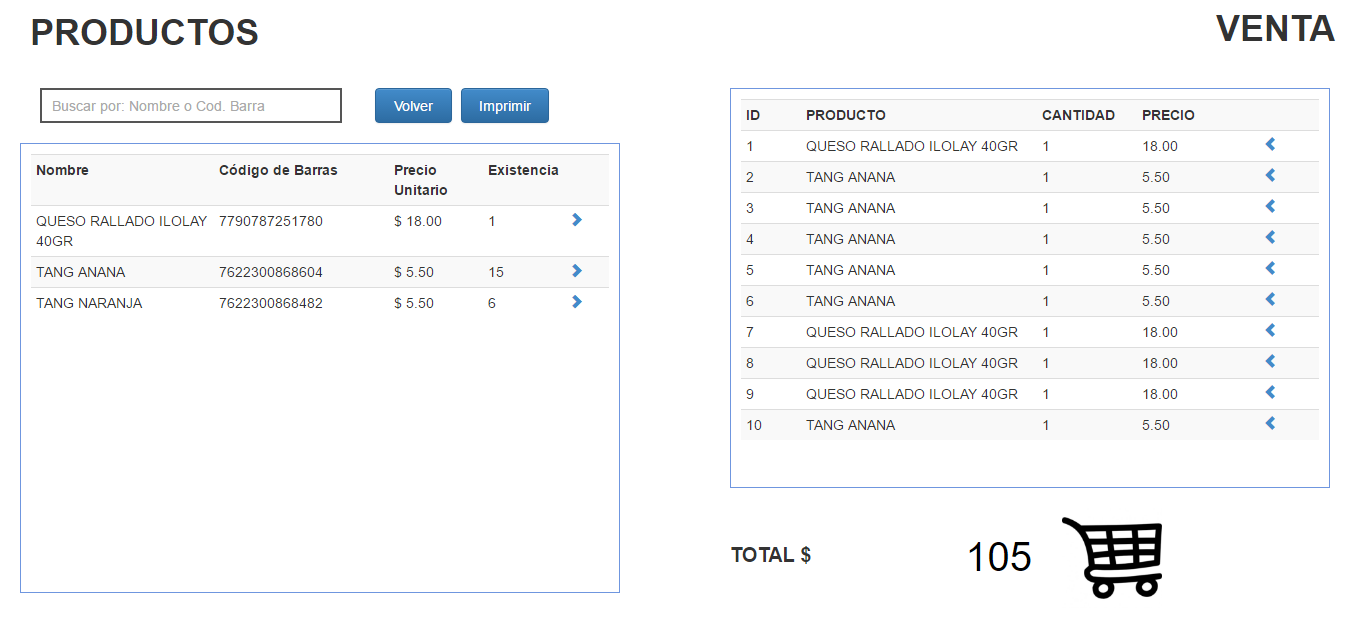 PRODUCTOS
Buscar por: Nombre o Cod. Barra
Volver
Imprimir
Nombre Código de Barras Precio Unitario Existencia
QUESO RALLADO ILOLAY 40GR 7790787251780 $ 18.00 1
TANG ANANA 7622300868604 $ 5.50 15
TANG NARANJA 7622300868482 $ 5.50 6
VENTA
ID PRODUCTO CANTIDAD PRECIO
1 QUESO RALLADO ILOLAY 40GR 1 18.00
2 TANG ANANA 1 5.50
3 TANG ANANA 1 5.50
4 TANG ANANA 1 5.50
5 TANG ANANA 1 5.50
6 TANG ANANA 1 5.50
7 QUESO RALLADO ILOLAY 40GR 1 18.00
8 QUESO RALLADO ILOLAY 40GR 1 18.00
9 QUESO RALLADO ILOLAY 40GR 1 18.00
10 TANG ANANA 1 5.50
TOTAL $ 105